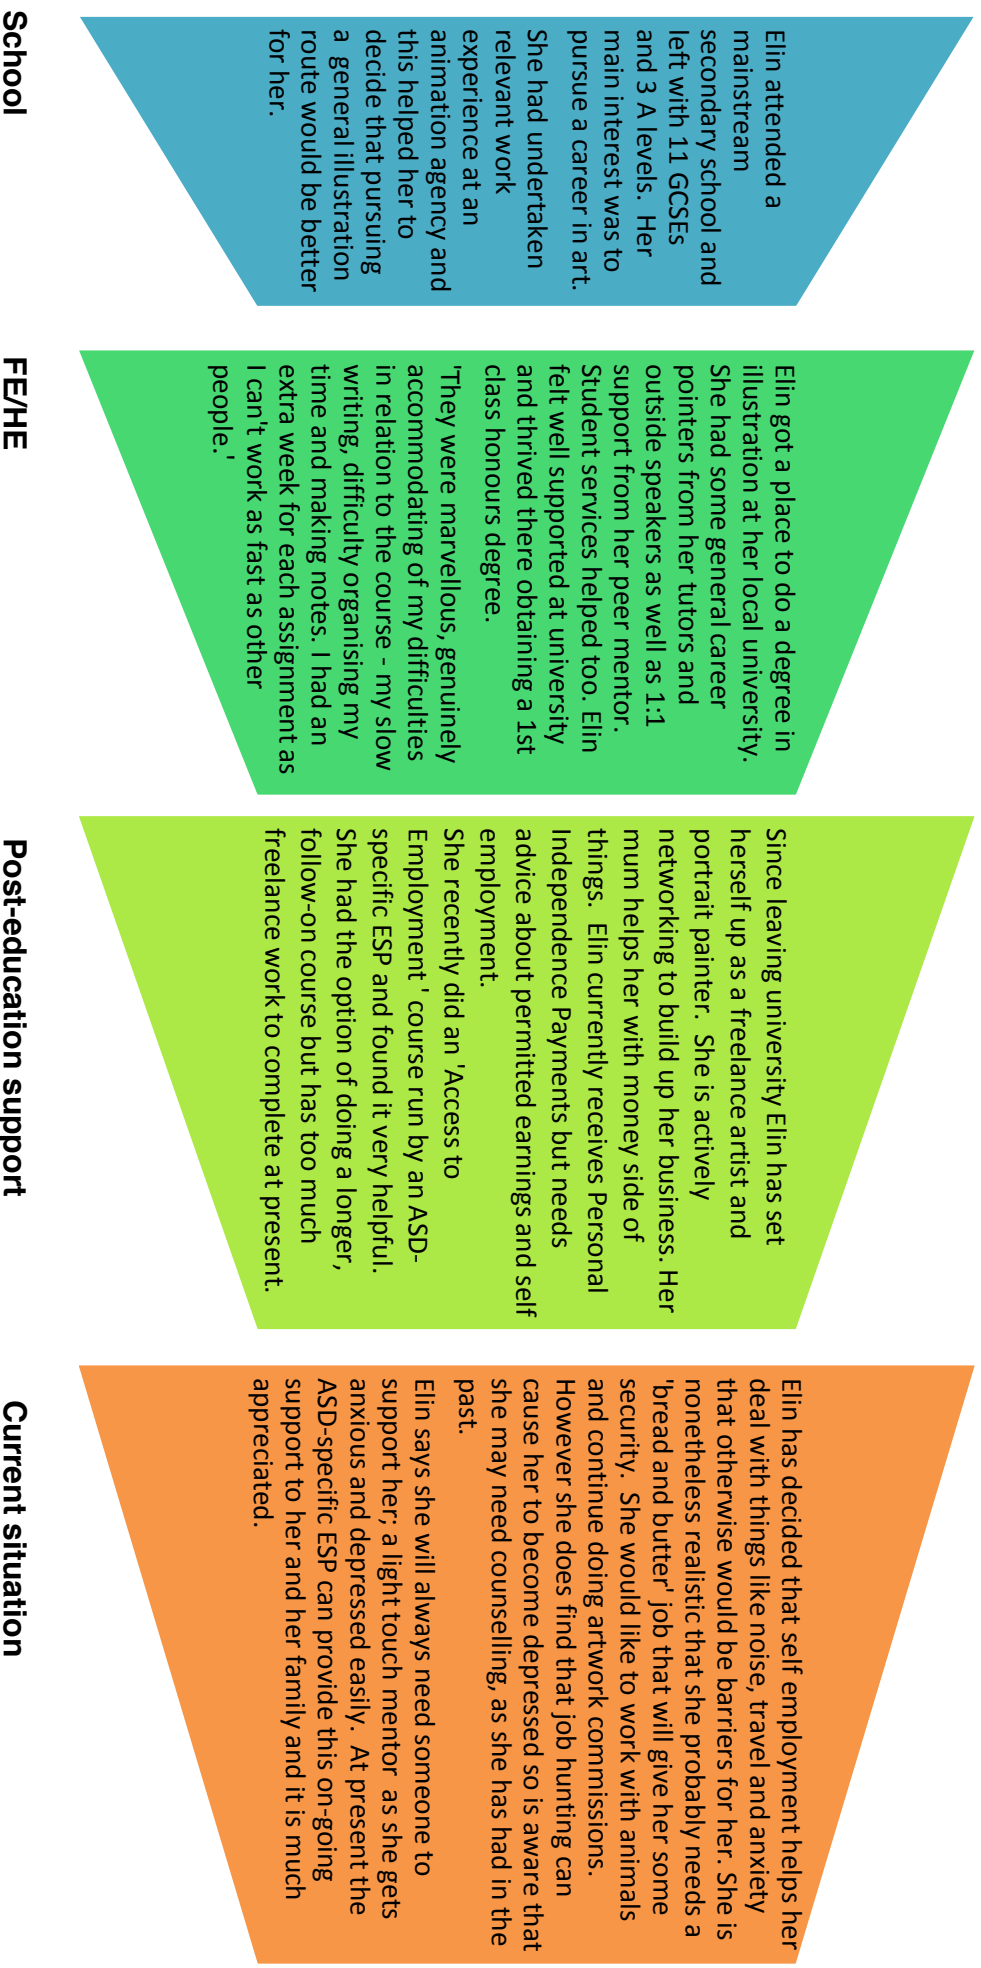 School
Elin attended a
mainstream
secondary school and
left with 11 GCSEs
and 3 A levels. Her
main interest was to
pursue a career in art.
She had undertaken
relevant work
experience at an
animation agency and
this helped her to
decide that pursuing
a general illustration
route would be better
for her.
FE/HE
Elin got a place to do a degree in
illustration at her local university.
She had some general career
pointers from her tutors and
outside speakers as well as 1:1
support from her peer mentor.
Student services helped too. Elin
felt well supported at university
and thrived there obtaining a 1st
class honours degree.
'They were marvellous, genuinely
accommodating of my difficulties
in relation to the course - my slow
writing, difficulty organising my
time and making notes. I had an
extra week for each assignment as
I can't work as fast as other
people.'
Post-education support
Since leaving university Elin has set
herself up as a freelance artist and
portrait painter. She is actively
networking to build up her business. Her
mum helps her with money side of
things. Elin currently receives Personal
Independence Payments but needs
advice about permitted earnings and self
employment.
She recently did an 'Access to
Employment ' course run by an ASD-
specific ESP and found it very helpful.
She had the option of doing a longer,
follow-on course but has too much
freelance work to complete at present.
Current situation
Elin has decided that self employment helps her
deal with things like noise, travel and anxiety
that otherwise would be barriers for her. She is
nonetheless realistic that she probably needs a
'bread and butter' job that will give her some
security. She would like to work with animals
and continue doing artwork commissions.
However she does find that job hunting can
cause her to become depressed so is aware that
she may need counselling, as she has had in the
past.
Elin says she will always need someone to
support her; a light touch mentor as she gets
anxious and depressed easily. At present the
ASD-specific ESP can provide this on-going
support to her and her family and it is much
appreciated.